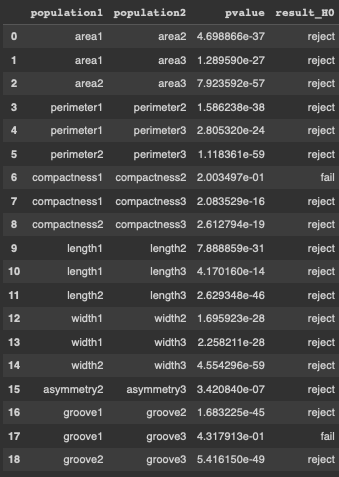 population1 population2 pvalue result_H0
0 area1 area2 4.698866e-37 reject
1 area1 area3 1.289590e-27 reject
2 area2 area3 7.923592e-57 reject
3 perimeter1 perimeter2 1.586238e-38 reject
4 perimeter1 perimeter3 2.805320e-24 reject
5 perimeter2 perimeter3 1.118361e-59 reject
6 compactness1 compactness2 2.003497e-01 fail
7 compactness1 compactness3 2.083529e-16 reject
8 compactness2 compactness3 2.612794e-19 reject
9 length1 length2 7.888859e-31 reject
10 length1 length3 4.170160e-14 reject
11 length2 length3 2.629348e-46 reject
12 width1 width2 1.695923e-28 reject
13 width1 width3 2.258211e-28 reject
14 width2 width3 4.554296e-59 reject
15 asymmetry2 asymmetry3 3.420840e-07 reject
16 groove1 groove2 1.683225e-45 reject
17 groove1 groove3 4.317913e-01 fail
18 groove2 groove3 5.416150e-49 reject